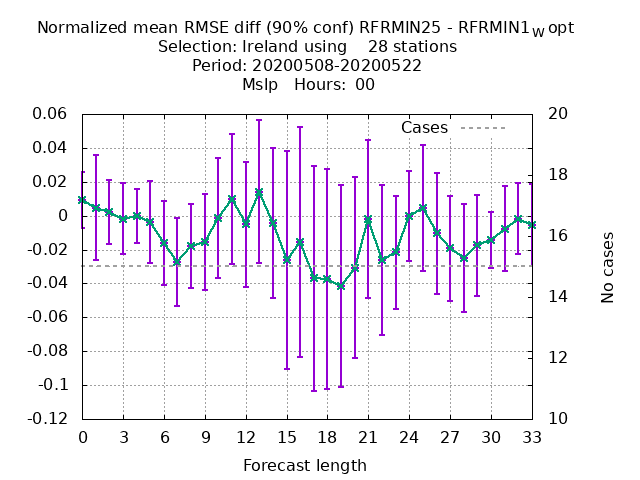 Normalized mean RMSE diff (90% conf) RFRMIN25 - RFRMIN1W opt
Selection: Ireland using    28 stations
Period: 20200508-20200522
Mslp   Hours:  00
Cases
0.06
0.04
0.02
0
-0.02
-0.04
-0.06
-0.08
-0.1
-0.12
20
18
16
14
12
10
No cases
0 3 6 9 12 15 18 21 24 27 30 33
Forecast length